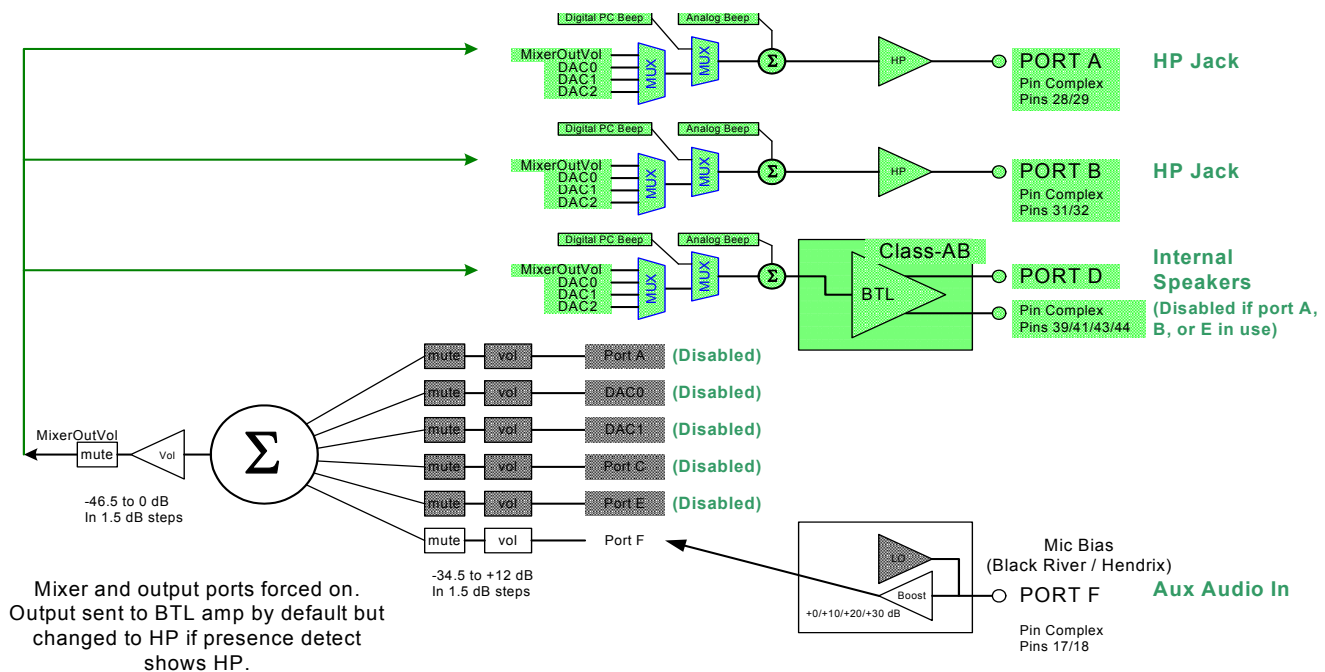 Digital PC Beep
Analog Beep
MixerOutVol
DAC0
DAC1
DAC2
MUX
MUX
Σ
HP
PORT A
Pin Complex
Pins 28/29
HP Jack
Digital PC Beep
Analog Beep
MixerOutVol
DAC0
DAC1
DAC2
MUX
MUX
Σ
HP
PORT B
Pin Complex
Pins 31/32
HP Jack
Digital PC Beep
Analog Beep
MixerOutVol
DAC0
DAC1
DAC2
MUX
MUX
Σ
Class-AB
BTL
PORT D
Pin Complex
Pins 39/41/43/44
Internal
Speakers
(Disabled if port A,
B, or E in use)
mute
vol
Port A
(Disabled)
mute
vol
DAC0
(Disabled)
mute
vol
DAC1
(Disabled)
mute
vol
Port C
(Disabled)
mute
vol
Port E
(Disabled)
mute
vol
Port F
-34.5 to +12 dB
In 1.5 dB steps
Σ
MixerOutVol
mute
Vol
-46.5 to 0 dB
In 1.5 dB steps
LO
Boost
+0/+10/+20/+30 dB
Mic Bias
(Black River / Hendrix)
PORT F
Pin Complex
Pins 17/18
Aux Audio In
Mixer and output ports forced on.
Output sent to BTL amp by default but
changed to HP if presence detect
shows HP.